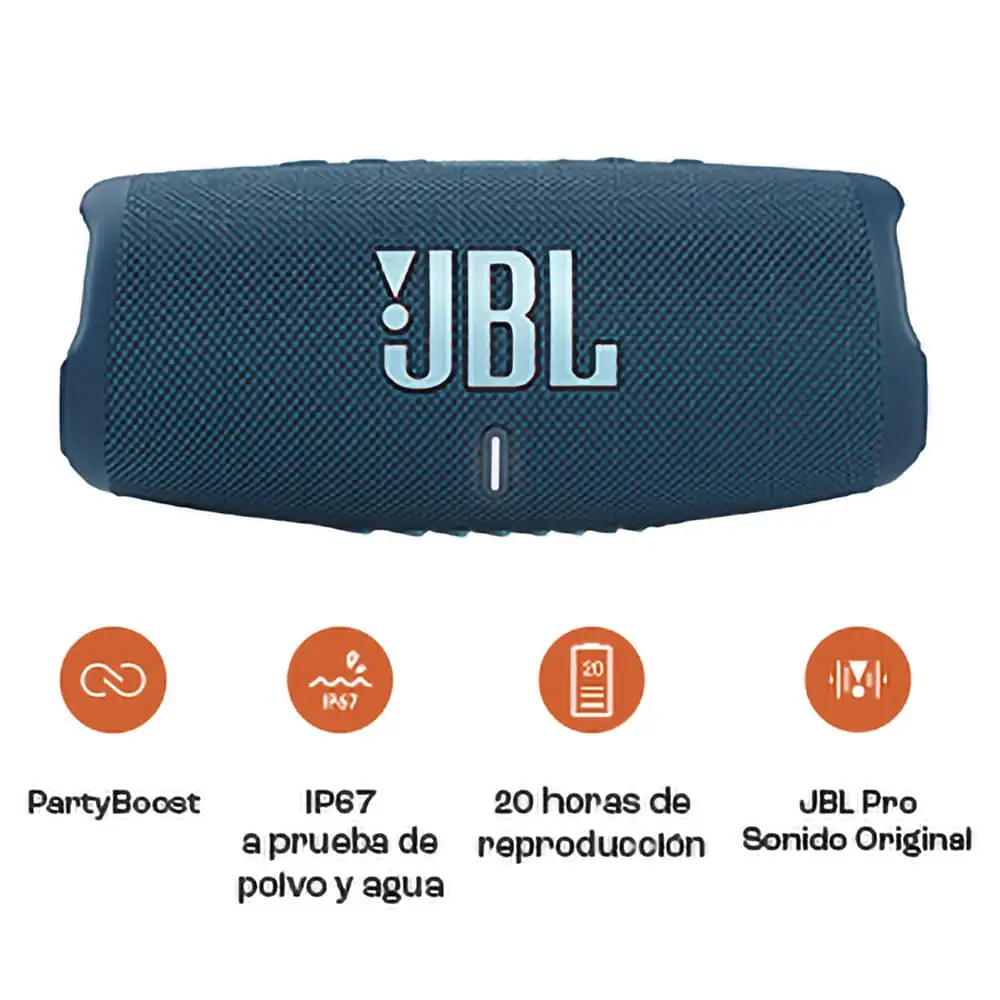 JBL
IP67
20
PartyBoost
IP67
a prueba de
polvo y agua
20 horas de
reproducción
JBL Pro
Sonido Original